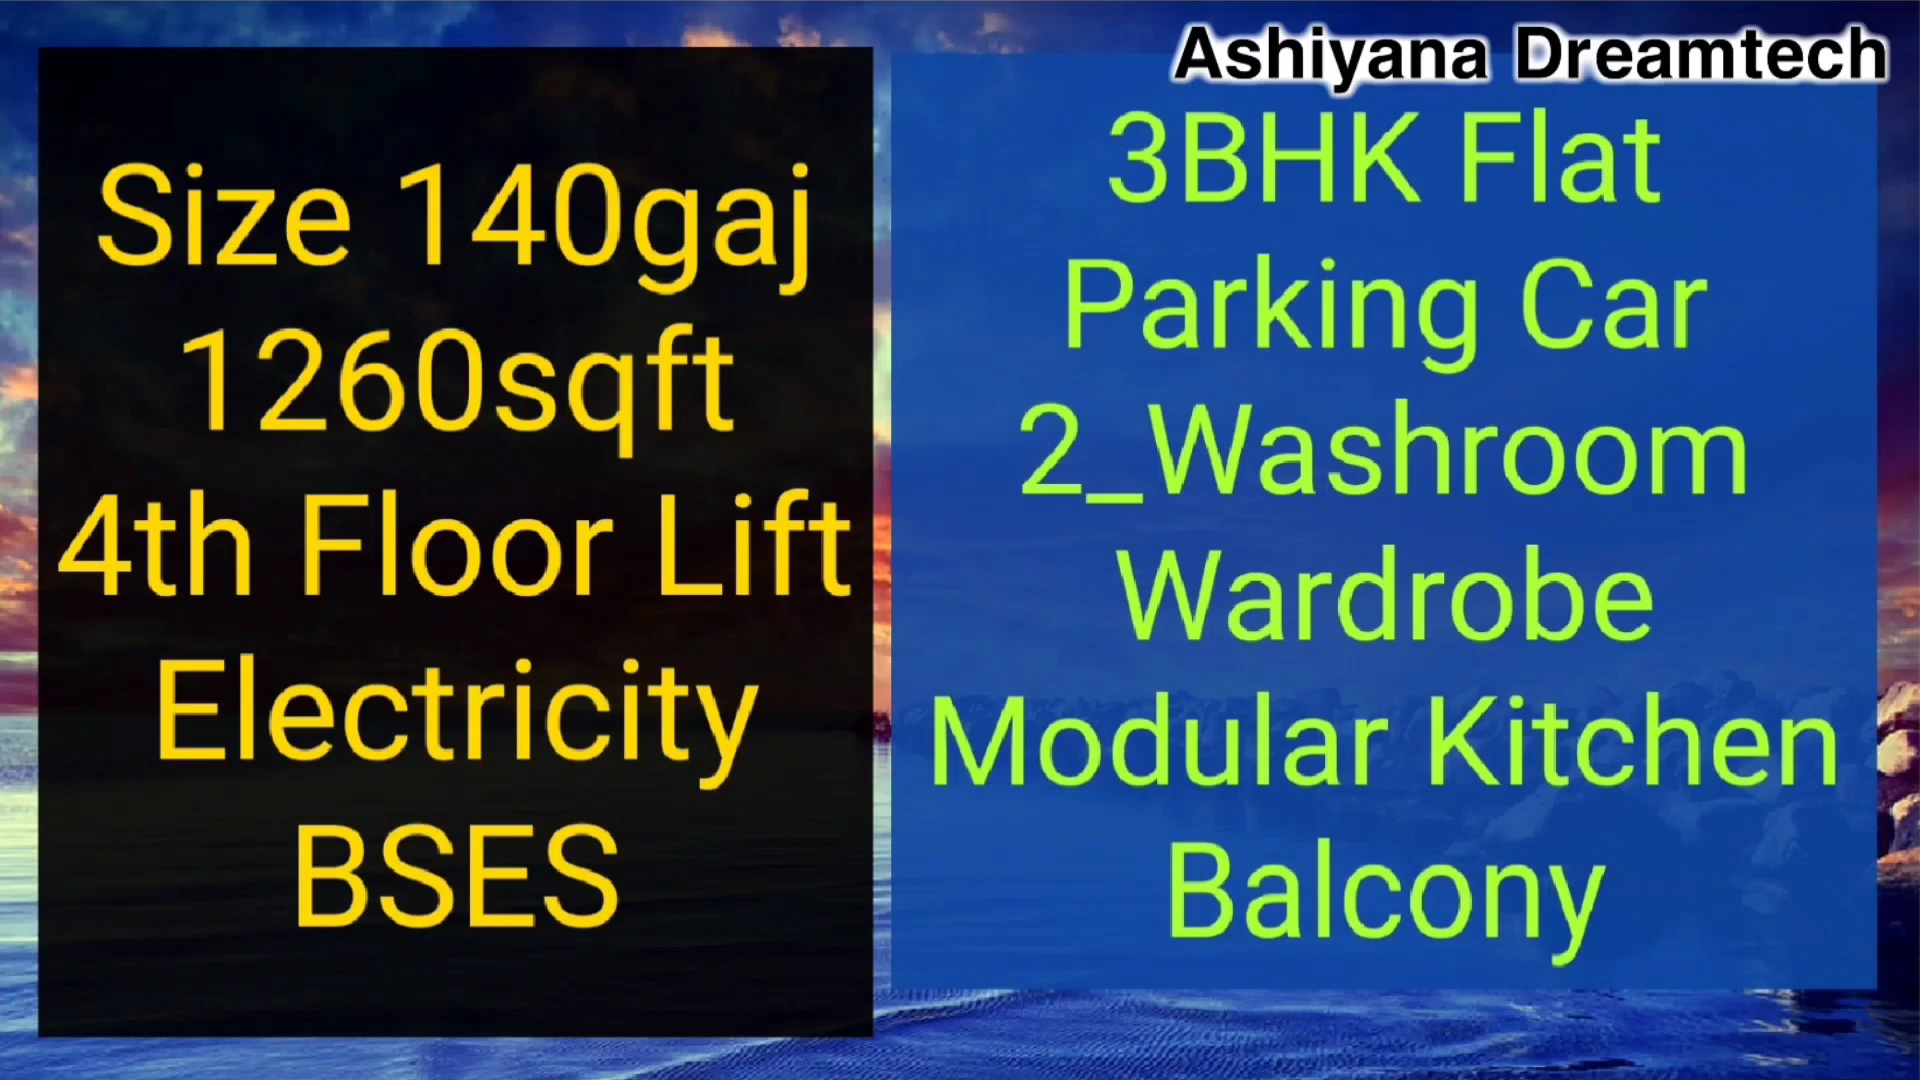 Ashiyana Dreamtech
Size 140gaj
1260sqft
4th Floor Lift
Electricity
BSES
3BHK Flat
Parking Car
2_Washroom
Wardrobe
Modular Kitchen
Balcony